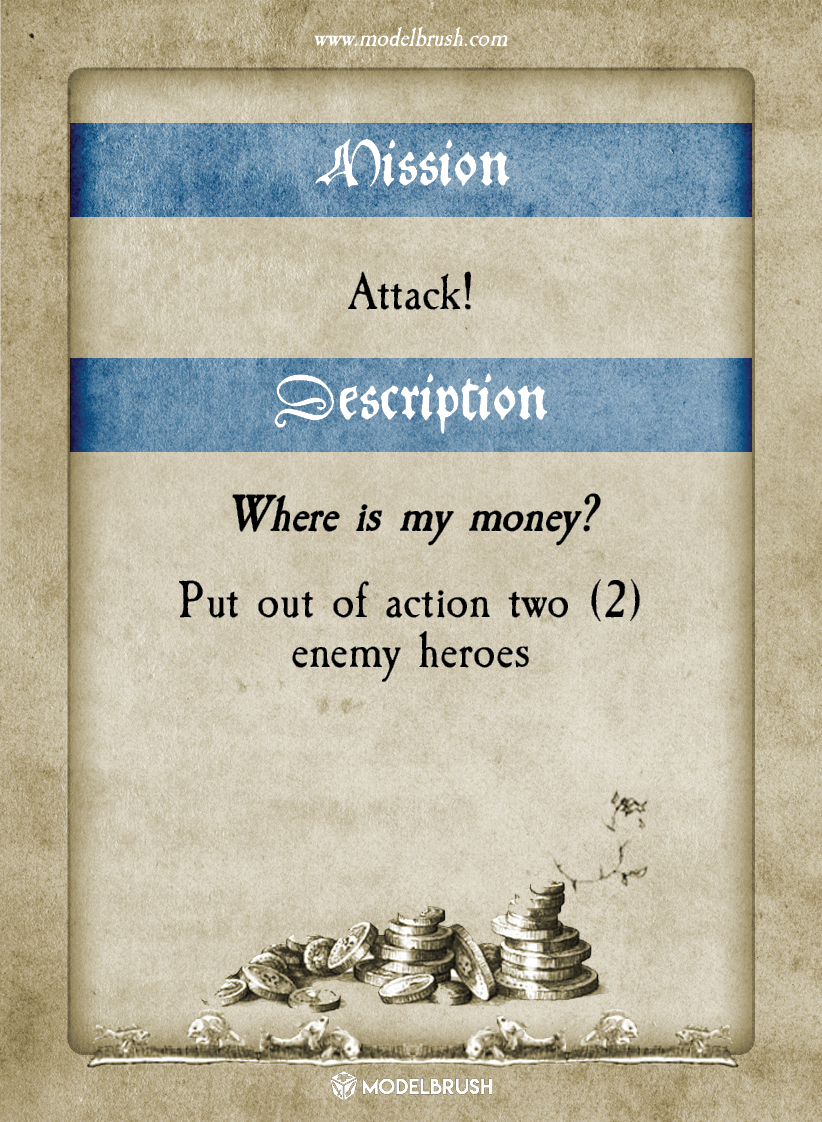 www.modelbrush.com
Mission
Attack!
Description
Where is my money?
Put out of action two (2)
enemy heroes
MODELBRUSH